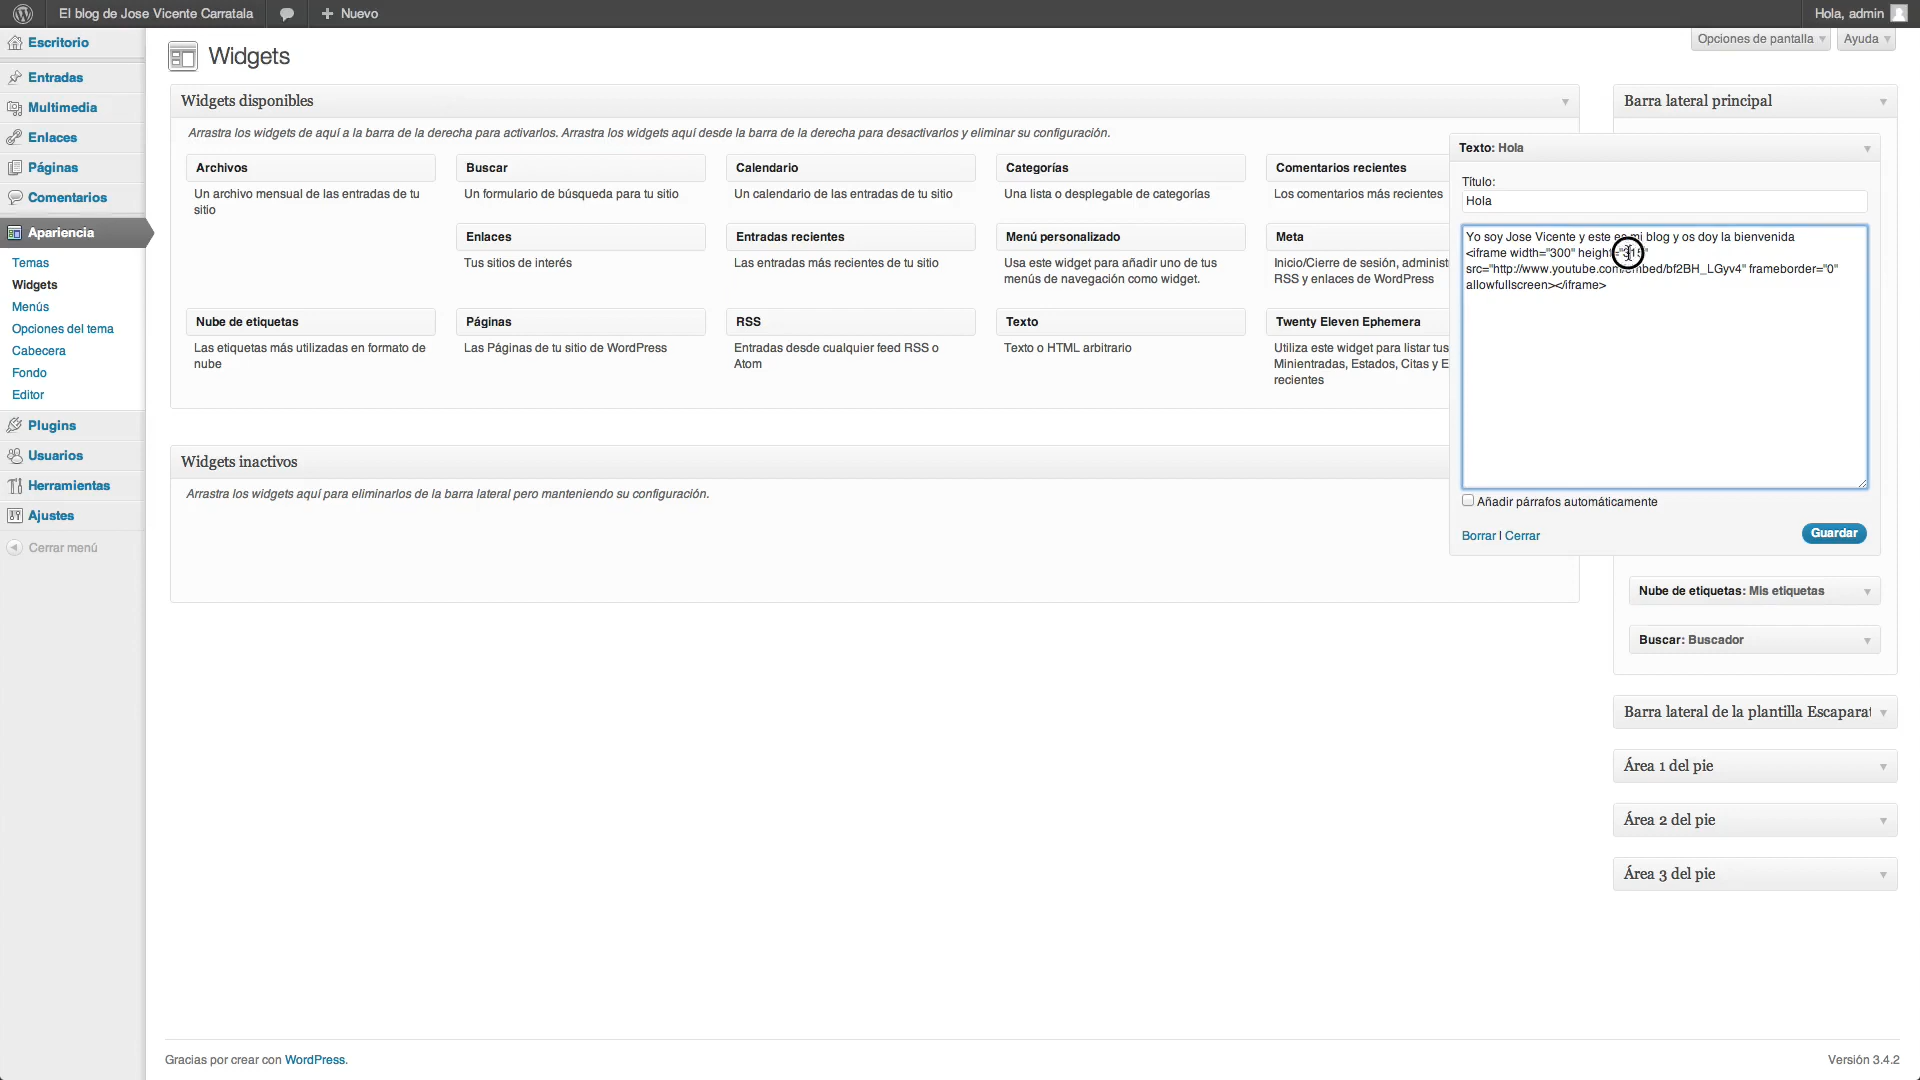 El blog de Jose Vicente Carratala
Nuevo
Hola, admin
Escritorio
Entradas
Multimedia
Enlaces
Páginas
Comentarios
Apariencia
Temas
Widgets
Menús
Opciones del tema
Cabecera
Fondo
Editor
Plugins
Usuarios
Herramientas
Ajustes
Cerrar menú
Widgets
Opciones de pantalla
Ayuda
Widgets disponibles
Arrastra los widgets de aquí a la barra de la derecha para activarlos. Arrastra los widgets aquí desde la barra de la derecha para desactivarlos y eliminar su configuración.
Archivos
Un archivo mensual de las entradas de tu
sitio
Buscar
Un formulario de búsqueda para tu sitio
Calendario
Un calendario de las entradas de tu sitio
Categorías
Una lista o desplegable de categorías
Comentarios recientes
Los comentarios más recientes
Enlaces
Tus sitios de interés
Entradas recientes
Las entradas más recientes de tu sitio
Menú personalizado
Usa este widget para añadir uno de tus
menús de navegación como widget.
Meta
Inicio/Cierre de sesión, administ
RSS y enlaces de WordPress
Nube de etiquetas
Las etiquetas más utilizadas en formato de
nube
Páginas
Las Páginas de tu sitio de WordPress
RSS
Entradas desde cualquier feed RSS o
Atom
Texto
Texto o HTML arbitrario
Twenty Eleven Ephemera
Utiliza este widget para listar tus
Minientradas, Estados, Citas y E
recientes
Widgets inactivos
Arrastra los widgets aquí para eliminarlos de la barra lateral pero manteniendo su configuración.
Barra lateral principal
Texto: Hola
Título:
Hola
Yo soy Jose Vicente y este es mi blog y os doy la bienvenida
<iframe width="300" height="315"
src="http://www.youtube.com/embed/bf2BH_LGyv4" frameborder="0"
allowfullscreen></iframe>
Añadir párrafos automáticamente
Borrar | Cerrar
Guardar
Nube de etiquetas: Mis etiquetas
Buscar: Buscador
Barra lateral de la plantilla Escaparat
Área 1 del pie
Área 2 del pie
Área 3 del pie
Gracias por crear con WordPress.
Versión 3.4.2